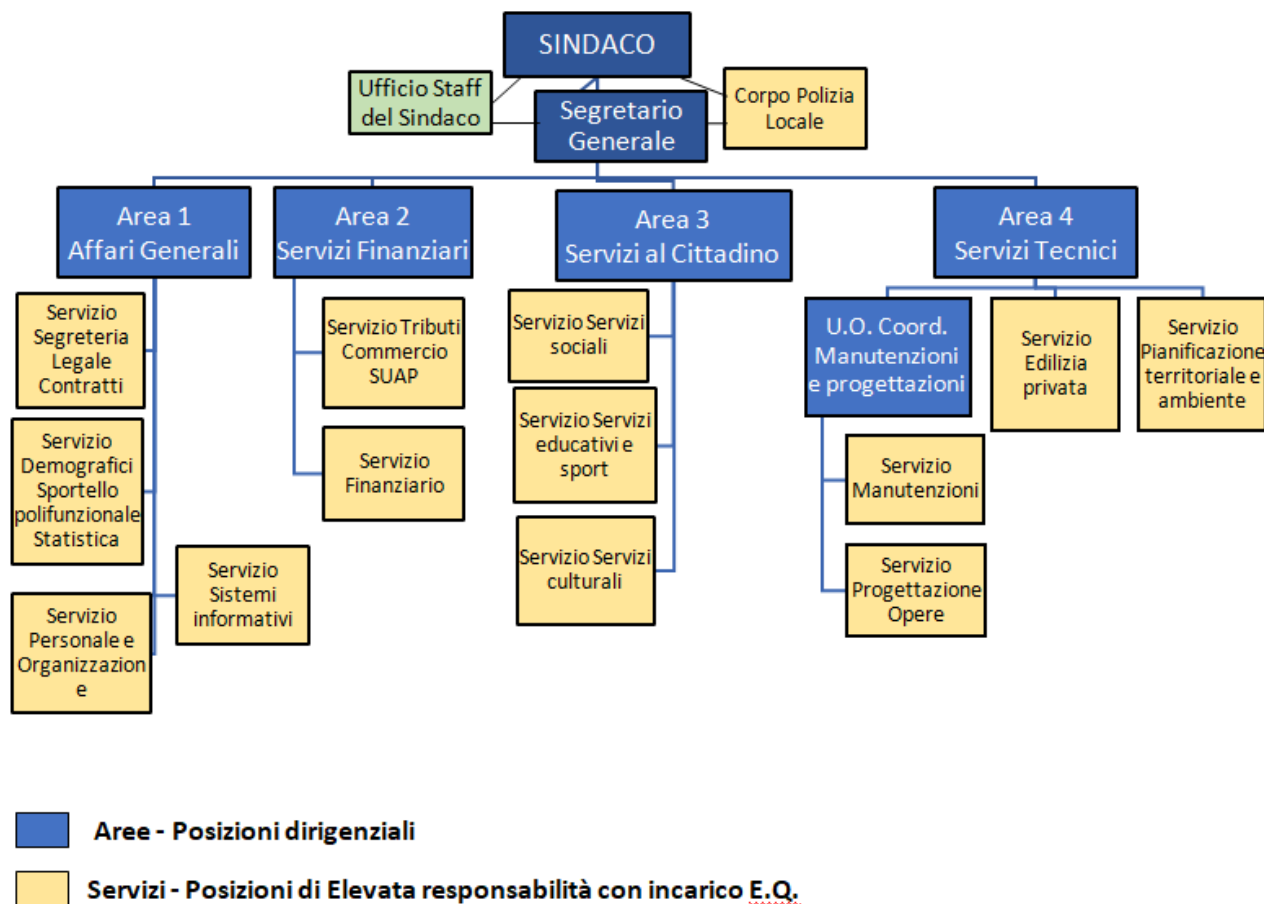 SINDACO
Ufficio Staff
del Sindaco
Segretario
Generale
Corpo Polizia
Locale
Area 1
Affari Generali
Area 2
Servizi Finanziari
Area 3
Servizi al Cittadino
Area 4
Servizi Tecnici
Servizio
Segreteria
Legale
Contratti
Servizio
Demografici
Sportello
polifunzionale
Statistica
Servizio
Personale e
Organizzazion
e
Servizio
Sistemi
informativi
Servizio Tributi
Commercio
SUAP
Servizio
Finanziario
Servizio Servizi
sociali
Servizio Servizi
educativi e
sport
Servizio Servizi
culturali
U.O. Coord.
Manutenzioni
e progettazioni
Servizio
Manutenzioni
Servizio
Progettazione
Opere
Servizio
Edilizia
privata
Servizio
Pianificazione
territoriale e
ambiente
Aree - Posizioni dirigenziali
Servizi - Posizioni di Elevata responsabilità con incarico E.Q.